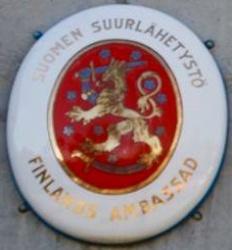 SUOMEN SUURLÄHETYSTÖ
FINLANDS AMBASSAD